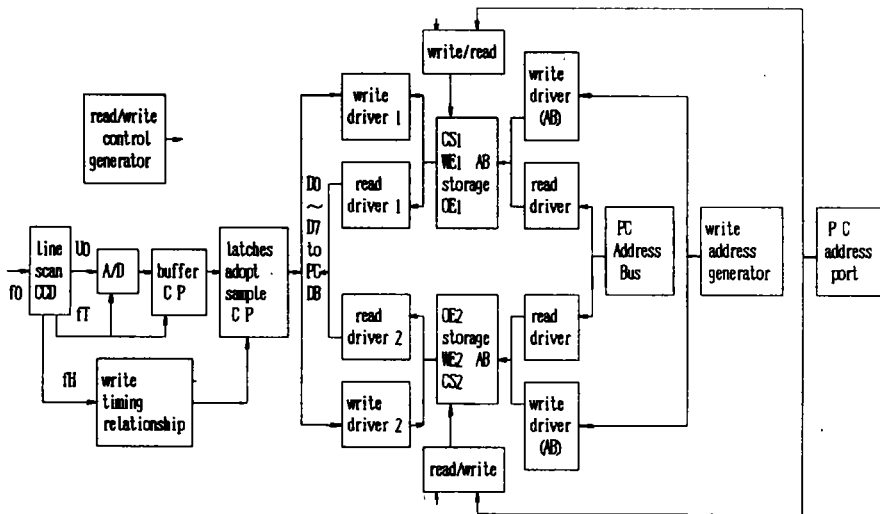 write/read
read/write
control
generator
write
driver 1
write
driver
(AB)
CS1
WE1 AB
storage
OE1
D0
~
D7
to
PC
DB
read
driver 1
read
driver
line
scan
CCD
U0
f0
fT
fH
A/D
buffer
C P
latches
adopt
sample
C P
PC
Address
Bus
write
address
generator
P C
address
port
read
driver 2
OE2
storage
WE2 AB
CS2
read
driver
write
timing
relationship
write
driver 2
write
driver
(AB)
read/write